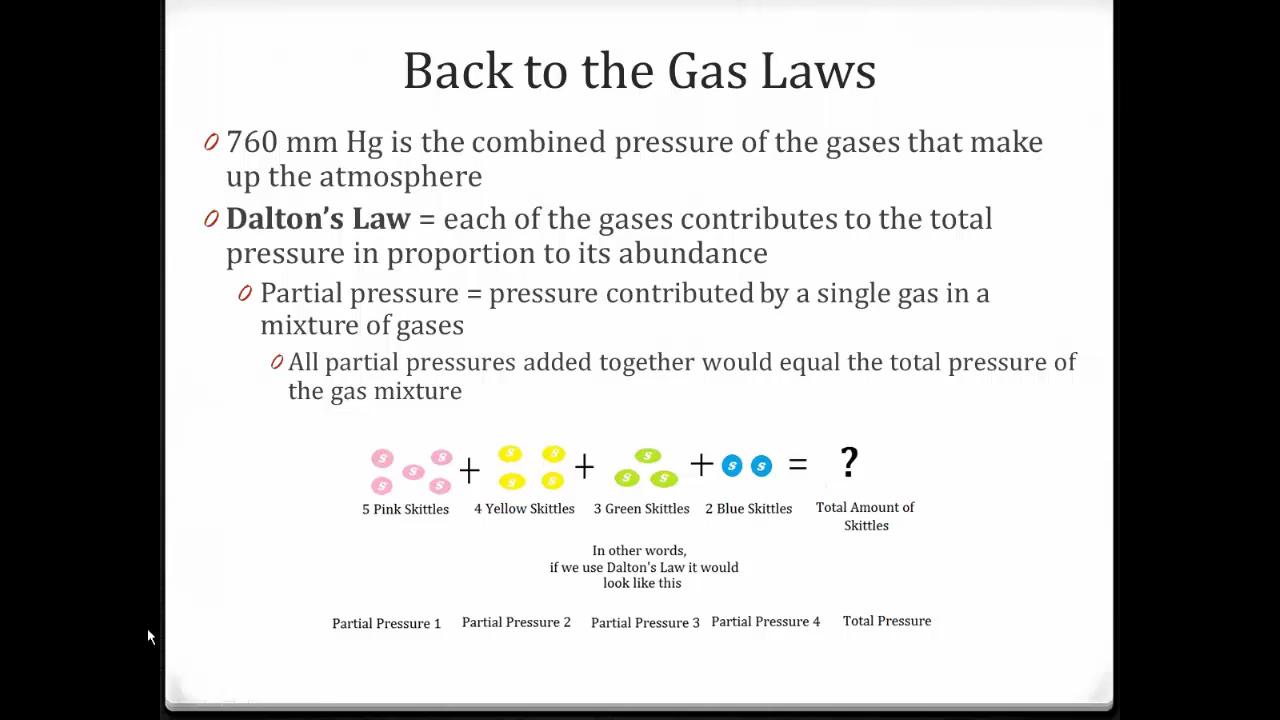 Back to the Gas Laws
760 mm Hg is the combined pressure of the gases that make
up the atmosphere
Dalton's Law = each of the gases contributes to the total
pressure in proportion to its abundance
Partial pressure = pressure contributed by a single gas in a
mixture of gases
All partial pressures added together would equal the total pressure of
the gas mixture
S S S S S + S S S S + S S S + S S = ?
5 Pink Skittles 4 Yellow Skittles 3 Green Skittles 2 Blue Skittles Total Amount of
Skittles
In other words,
if we use Dalton's Law it would
look like this
Partial Pressure 1 Partial Pressure 2 Partial Pressure 3 Partial Pressure 4 Total Pressure